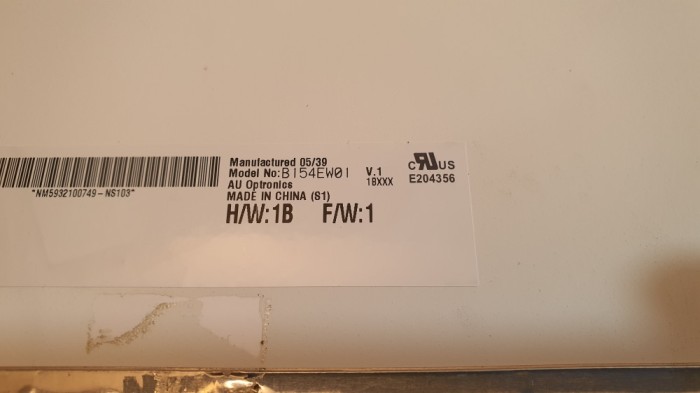 Manufactured 05/39
Model No: B154EW01 V.1
1BXXX
AU Optronics
MADE IN CHINA (S1)
H/W:1B F/W:1
*NM5932100749-NS103*
C RU US
E204356